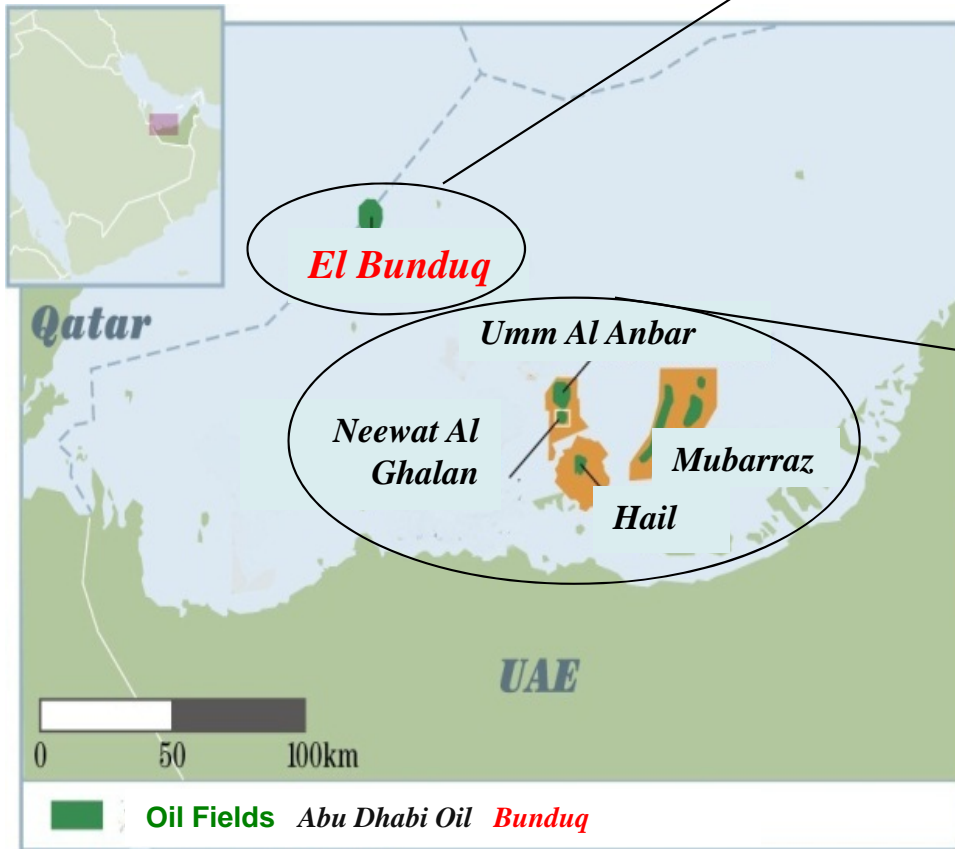 El Bunduq
Qatar
Umm Al Anbar
Neewat Al
Ghalan
Mubarraz
Hail
UAE
0 50 100km
Oil Fields Abu Dhabi Oil Bunduq